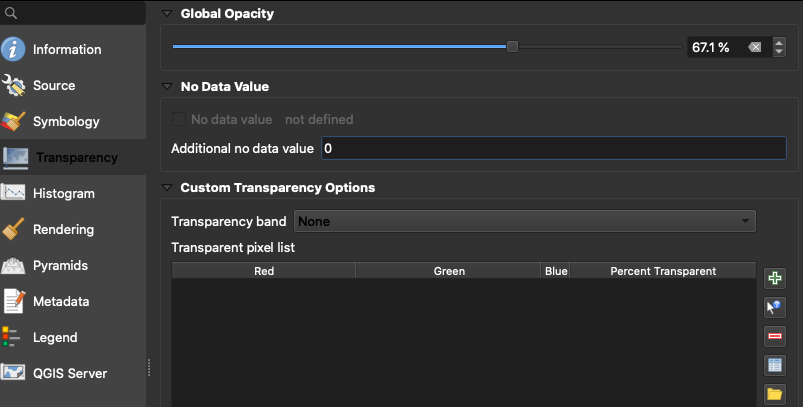 Global Opacity
67.1 %
Information
Source
Symbology
Transparency
Histogram
Rendering
Pyramids
Metadata
Legend
QGIS Server
No Data Value
No data value not defined
Additional no data value 0
Custom Transparency Options
Transparency band None
Transparent pixel list
Red Green Blue Percent Transparent